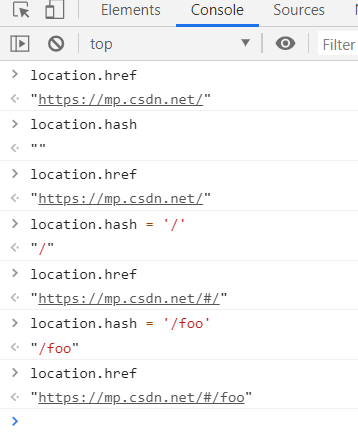 Elements Console Sources
top ▼ Filter
> location.href
"https://mp.csdn.net/"
> location.hash
""
> location.href
"https://mp.csdn.net/"
> location.hash = '/'
"/"
> location.href
"https://mp.csdn.net/#/"
> location.hash = '/foo'
"/foo"
> location.href
"https://mp.csdn.net/#/foo"
>